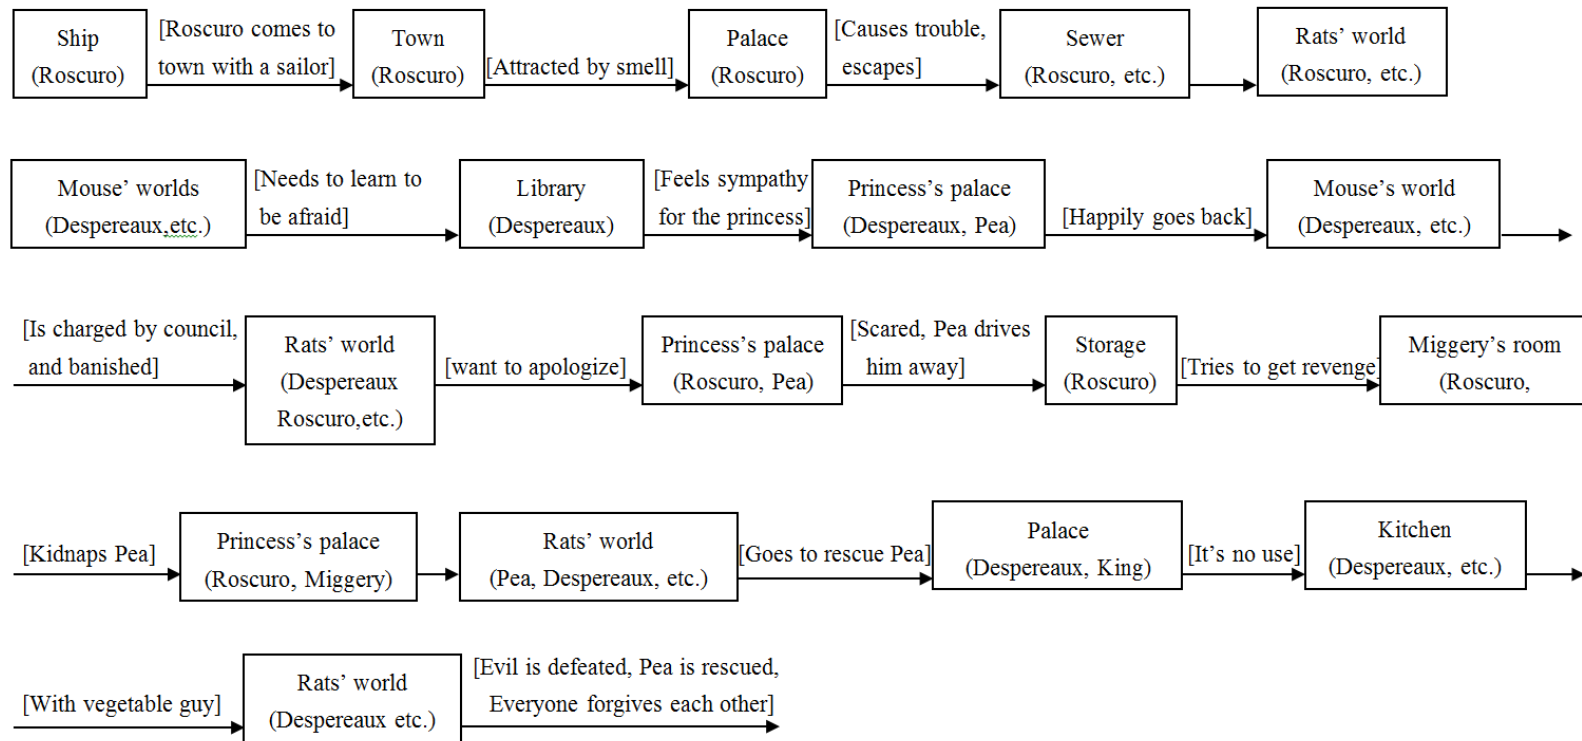 Ship
(Roscuro)
[Roscuro comes to
town with a sailor]
Town
(Roscuro)
[Attracted by smell]
Palace
(Roscuro)
[Causes trouble,
escapes]
Sewer
(Roscuro, etc.)
Rats’ world
(Roscuro, etc.)
Mouse’ worlds
(Despereaux,etc.)
[Needs to learn to
be afraid]
Library
(Despereaux)
[Feels sympathy
for the princess]
Princess’s palace
(Despereaux, Pea)
[Happily goes back]
Mouse’s world
(Despereaux, etc.)
[Is charged by council,
and banished]
Rats’ world
(Despereaux
Roscuro,etc.)
[want to apologize]
Princess’s palace
(Roscuro, Pea)
[Scared, Pea drives
him away]
Storage
(Roscuro)
[Tries to get revenge]
Miggery’s room
(Roscuro,
[Kidnaps Pea]
Princess’s palace
(Roscuro, Miggery)
Rats’ world
(Pea, Despereaux, etc.)
[Goes to rescue Pea]
Palace
(Despereaux, King)
[It’s no use]
Kitchen
(Despereaux, etc.)
[With vegetable guy]
Rats’ world
(Despereaux etc.)
[Evil is defeated, Pea is rescued,
Everyone forgives each other]